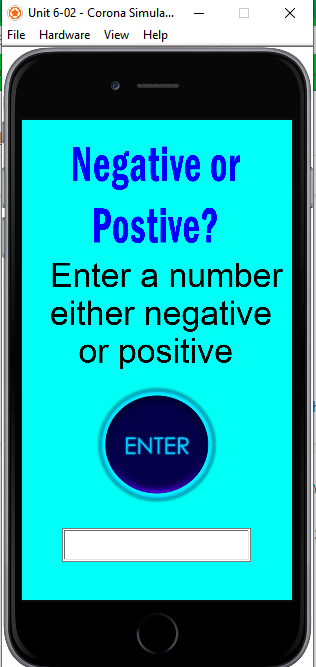 Unit 6-02 - Corona Simula...
File Hardware View Help
Negative or
Postive?
Enter a number
either negative
or positive
ENTER